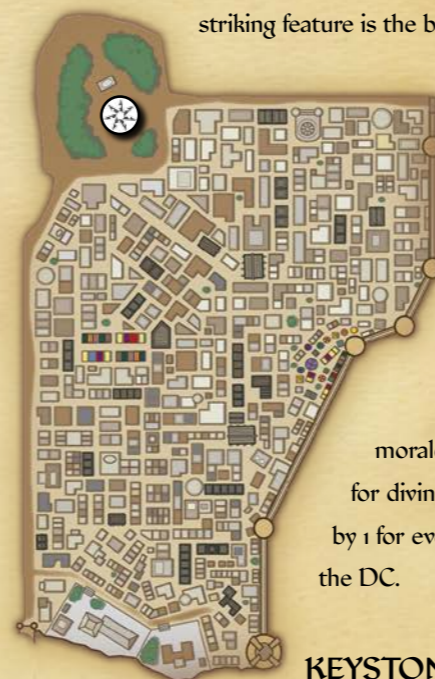 striking feature is the b
morale
for divin
by 1 for ev
the DC.
KEYSTON